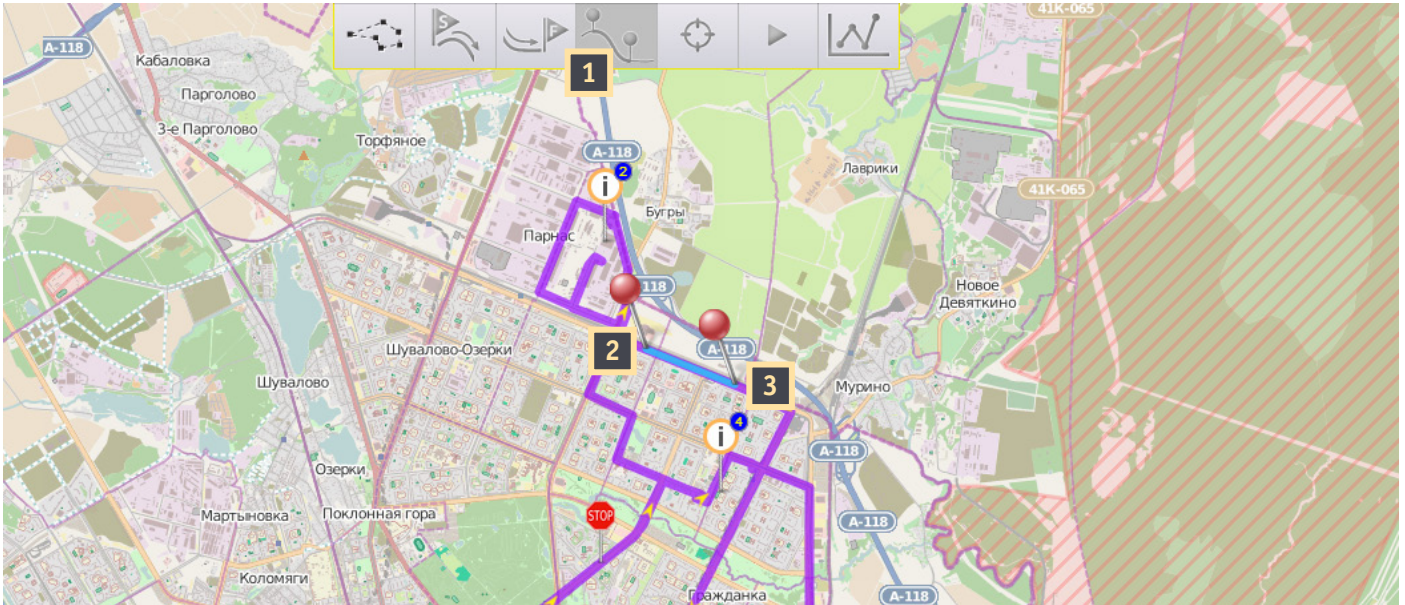 41K-065
S
F
A-118
Кабаловка
1
Парголово
3-е Парголово
Торфяное
A-118
2
i
Лаврики
41K-065
Бугры
Парнас
118
Новое
Девяткино
2
Шувалово-Озерки
A-118
Шувалово
3
Мурино
4
i
A-118
Озерки
Мартыновка
Поклонная гора
STOP
A-118
Коломяги
Гражданка
A-118